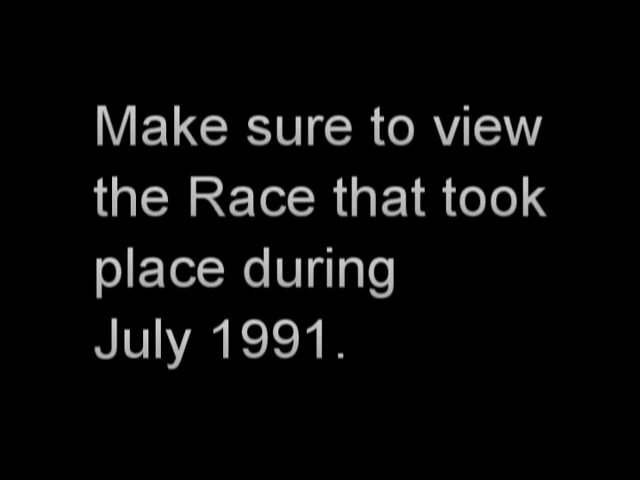 Make sure to view
the Race that took
place during
July 1991.